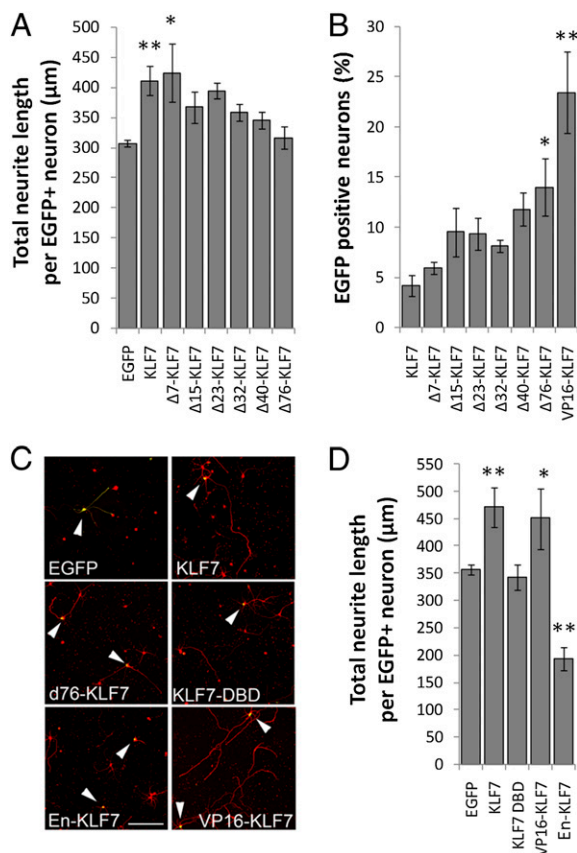 A
Total neurite length
per EGFP+ neuron (µm)
500
450
400
350
300
250
200
150
100
50
0
**
*
EGFP
KLF7
Δ7-KLF7
Δ15-KLF7
Δ23-KLF7
Δ32-KLF7
Δ40-KLF7
Δ76-KLF7
B
EGFP positive neurons (%)
30
25
20
15
10
5
0
*
**
KLF7
Δ7-KLF7
Δ15-KLF7
Δ23-KLF7
Δ32-KLF7
Δ40-KLF7
Δ76-KLF7
VP16-KLF7
C
EGFP
KLF7
d76-KLF7
KLF7-DBD
En-KLF7
VP16-KLF7
D
Total neurite length
per EGFP+ neuron (µm)
550
500
450
400
350
300
250
200
150
100
50
0
**
*
**
EGFP
KLF7
KLF7 DBD
VP16-KLF7
En-KLF7